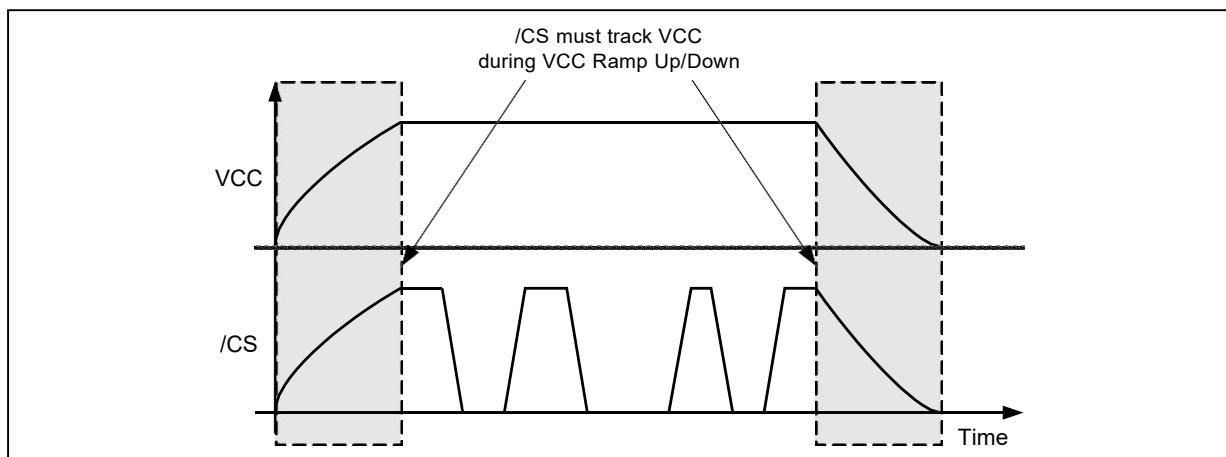 /CS must track VCC
during VCC Ramp Up/Down
VCC
/CS
Time